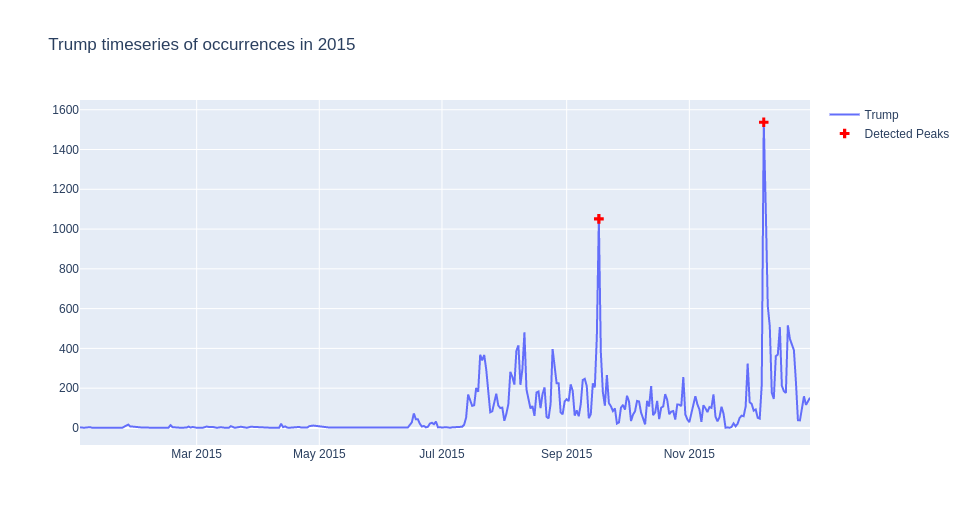 Trump timeseries of occurrences in 2015
1600
1400
1200
1000
800
600
400
200
0
Mar 2015 May 2015 Jul 2015 Sep 2015 Nov 2015
Trump
Detected Peaks